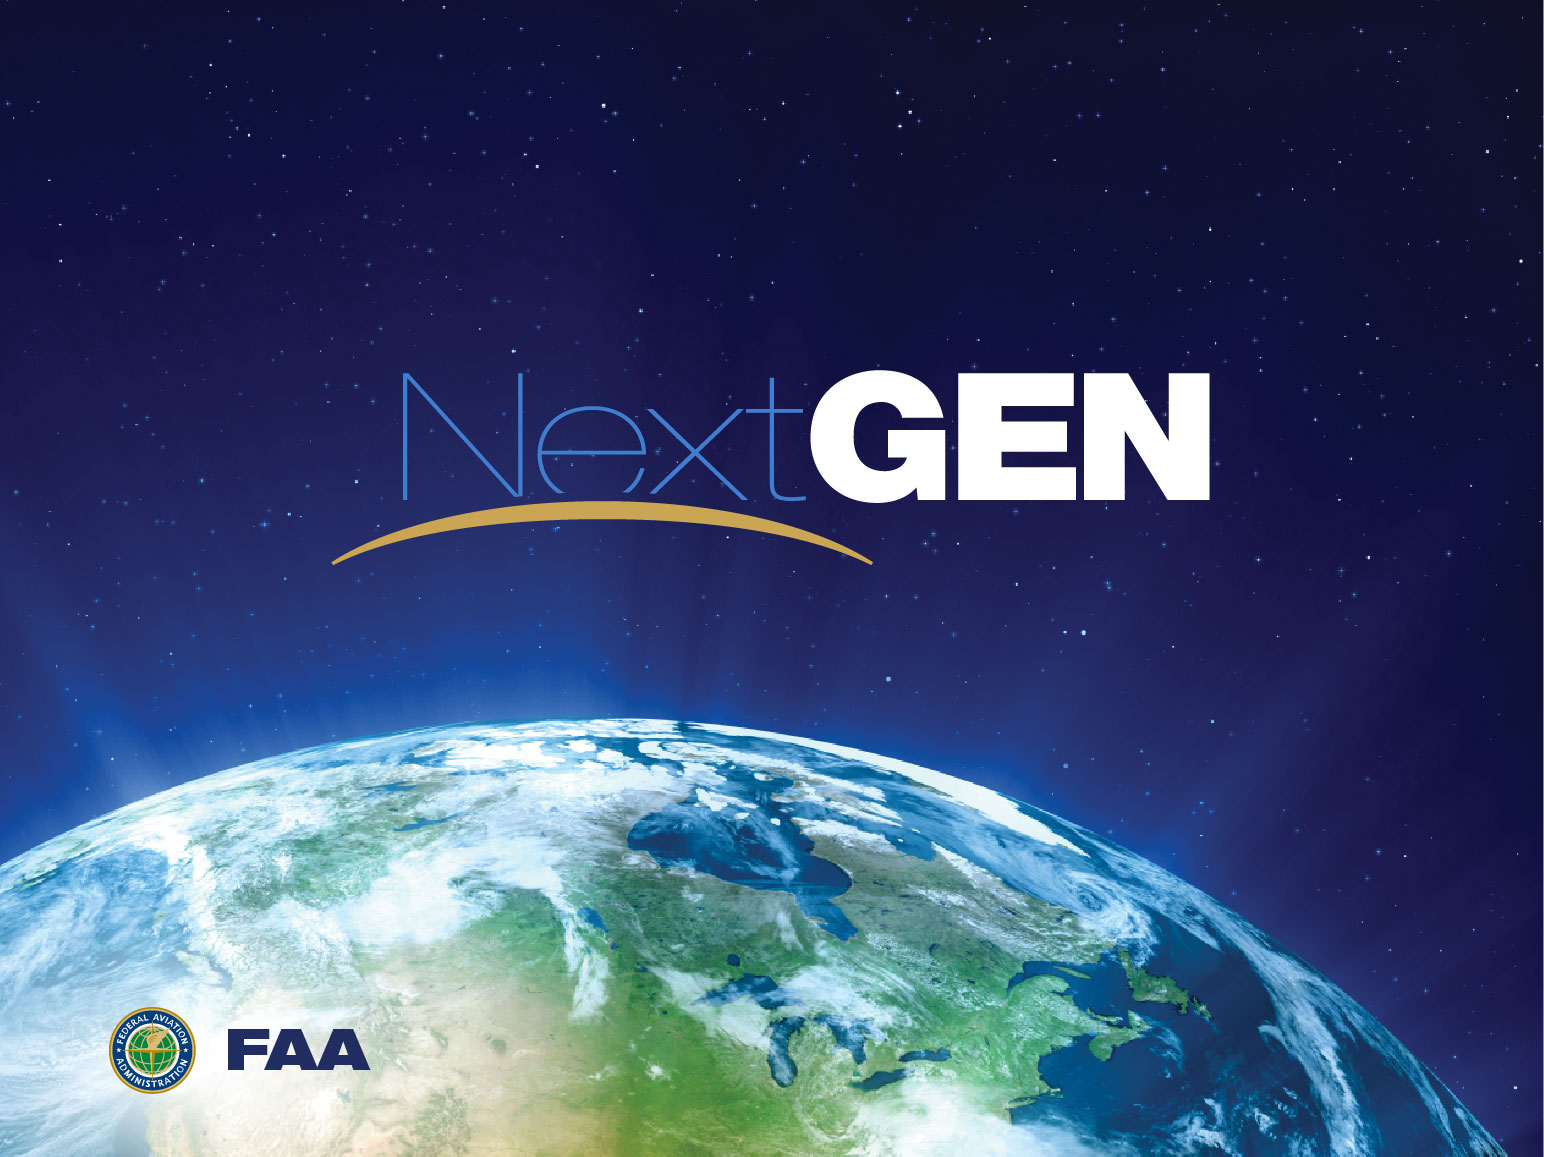 NextGEN
FEDERAL AVIATION
ADMINISTRATION
FAA